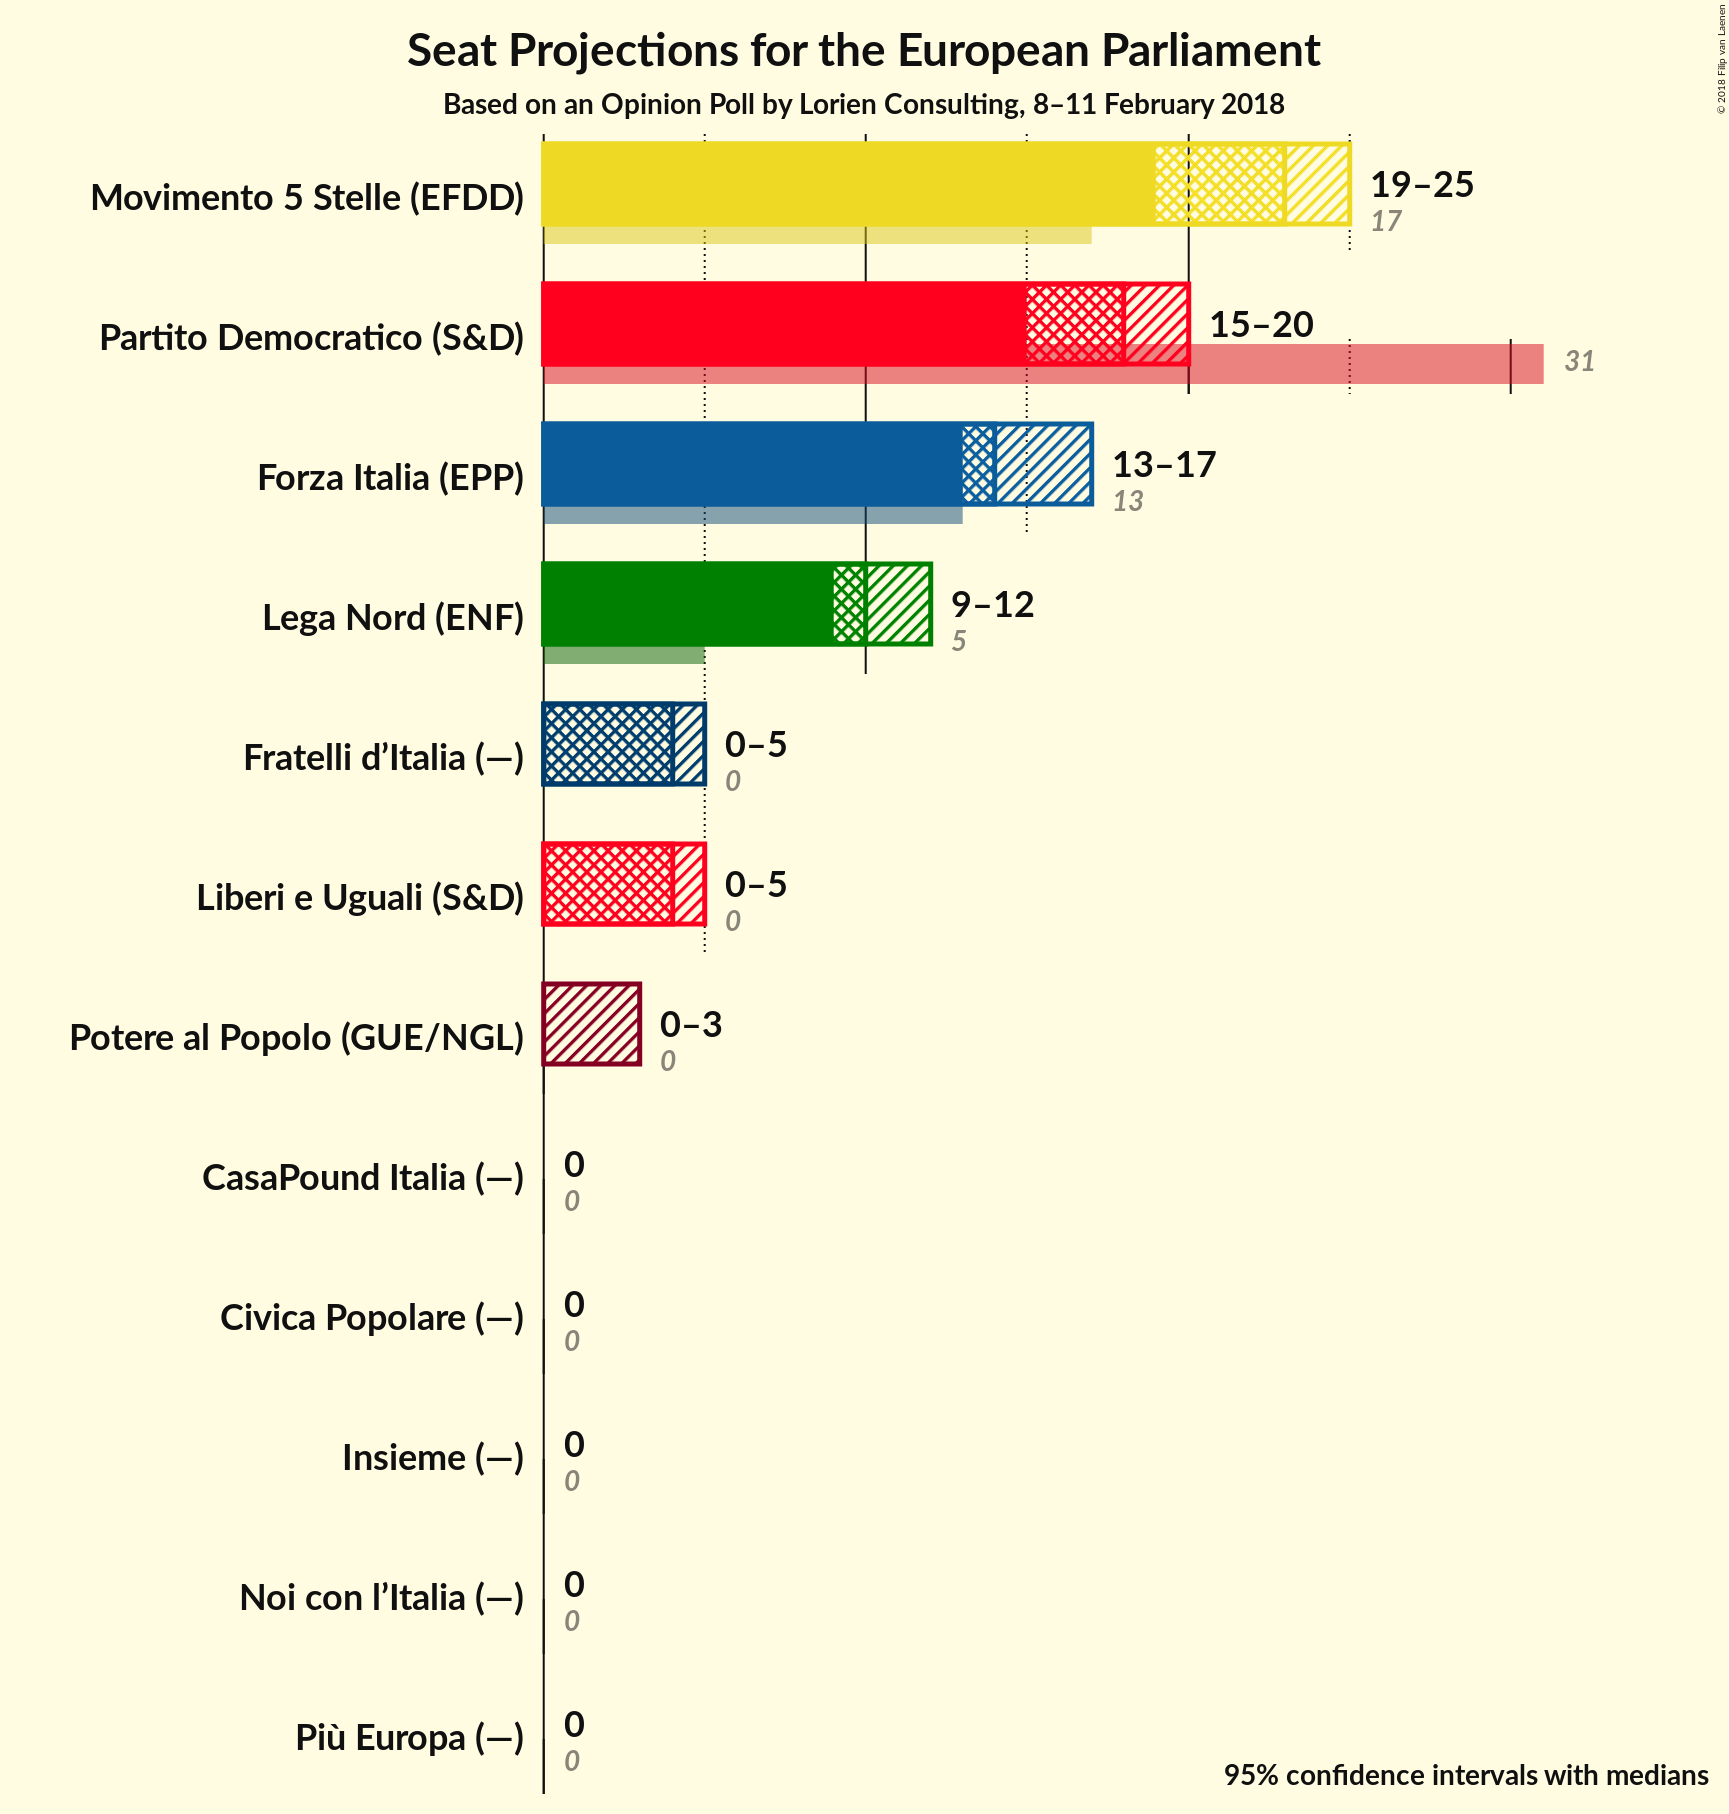 Seat Projections for the European Parliament
Based on an Opinion Poll by Lorien Consulting, 8–11 February 2018
© 2018 Filip van Laenen
Movimento 5 Stelle (EFDD)
19–25
17
Partito Democratico (S&D)
15–20
31
Forza Italia (EPP)
13–17
13
Lega Nord (ENF)
9–12
5
Fratelli d’Italia (—)
0–5
0
Liberi e Uguali (S&D)
0–5
0
Potere al Popolo (GUE/NGL)
0–3
0
CasaPound Italia (—)
0
0
Civica Popolare (—)
0
0
Insieme (—)
0
0
Noi con l’Italia (—)
0
0
Più Europa (—)
0
0
95% confidence intervals with medians